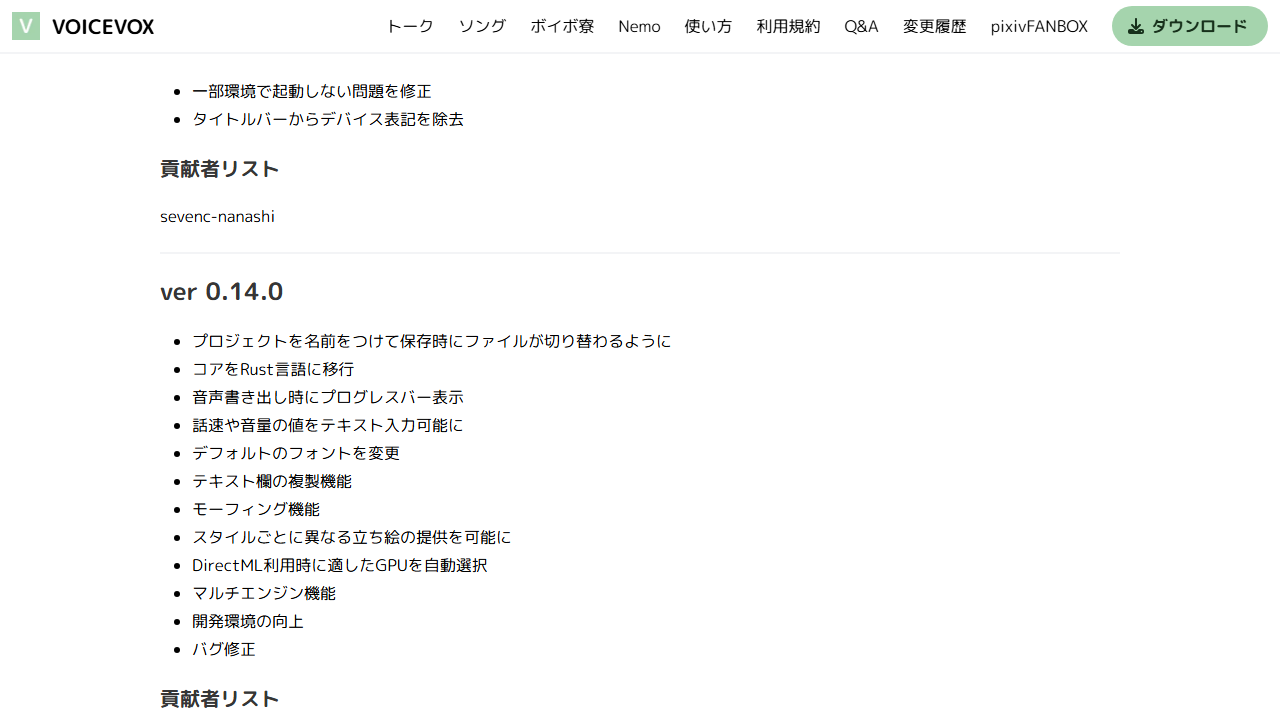 V VOICEVOX トーク ソング ボイボ寮 Nemo 使い方 利用規約 Q&A 変更履歴 pixivFANBOX ダウンロード
一部環境で起動しない問題を修正
タイトルバーからデバイス表記を除去
貢献者リスト
sevenc-nanashi
ver 0.14.0
プロジェクトを名前をつけて保存時にファイルが切り替わるように
コアをRust言語に移行
音声書き出し時にプログレスバー表示
話速や音量の値をテキスト入力可能に
デフォルトのフォントを変更
テキスト欄の複製機能
モーフィング機能
スタイルごとに異なる立ち絵の提供を可能に
DirectML利用時に適したGPUを自動選択
マルチエンジン機能
開発環境の向上
バグ修正
貢献者リスト